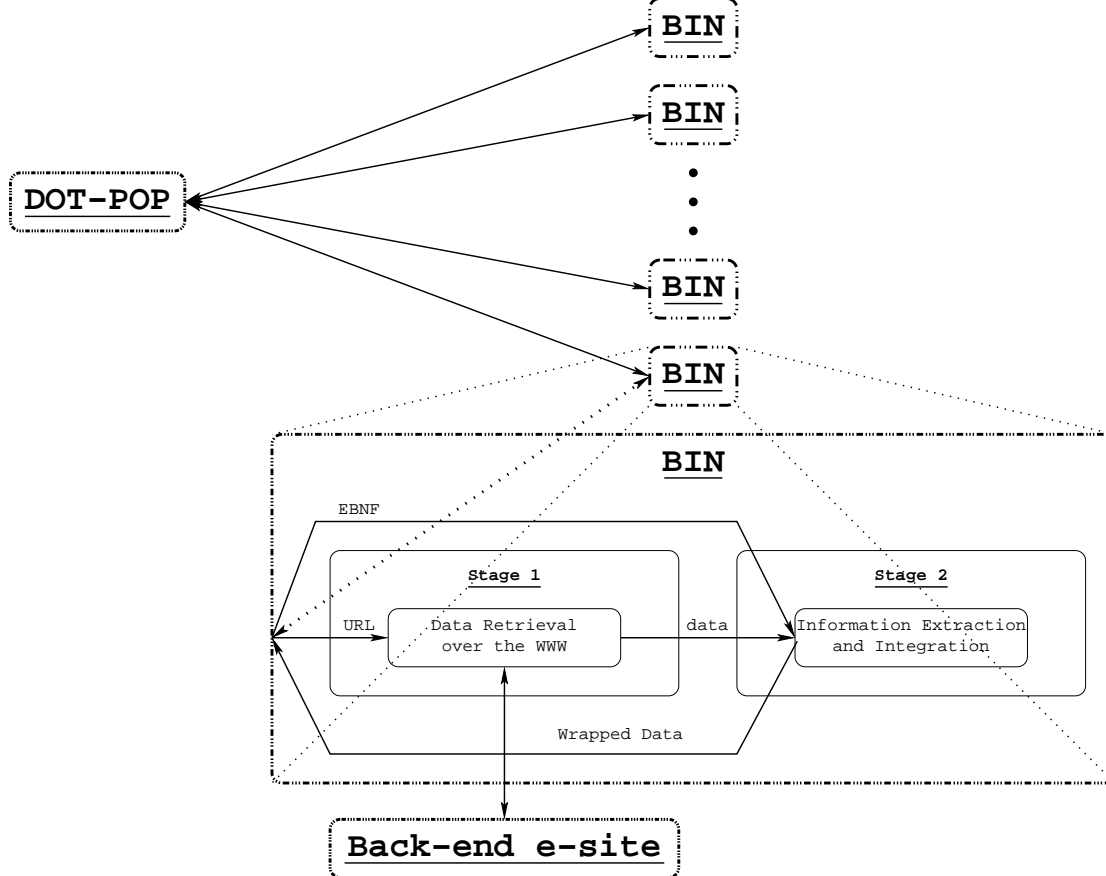 BIN
BIN
DOT-POP
BIN
BIN
BIN
EBNF
Stage 1
Stage 2
URL
Data Retrieval
over the WWW
data
Information Extraction
and Integration
Wrapped Data
Back-end e-site